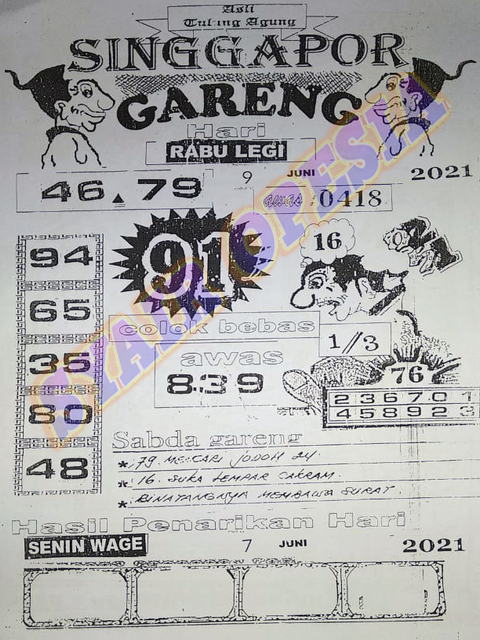 Asli
Tulung Agung
SINGGAPOR
GARENG
Hari
RABU LEGI
9 JUNI 2021
46.79
awas :0418
94
65
35
80
48
91
16
colok bebas
1/3
awas
839
76
236701
458923
Sabda gareng
* 79. MENCARI JODOH 24.
* 16. SUKA LEMPAR CAKRAM.
* BINATANGNYA MEMBAWA SURAT.
Hasil Penarikan Hari
SENIN WAGE 7 JUNI 2021